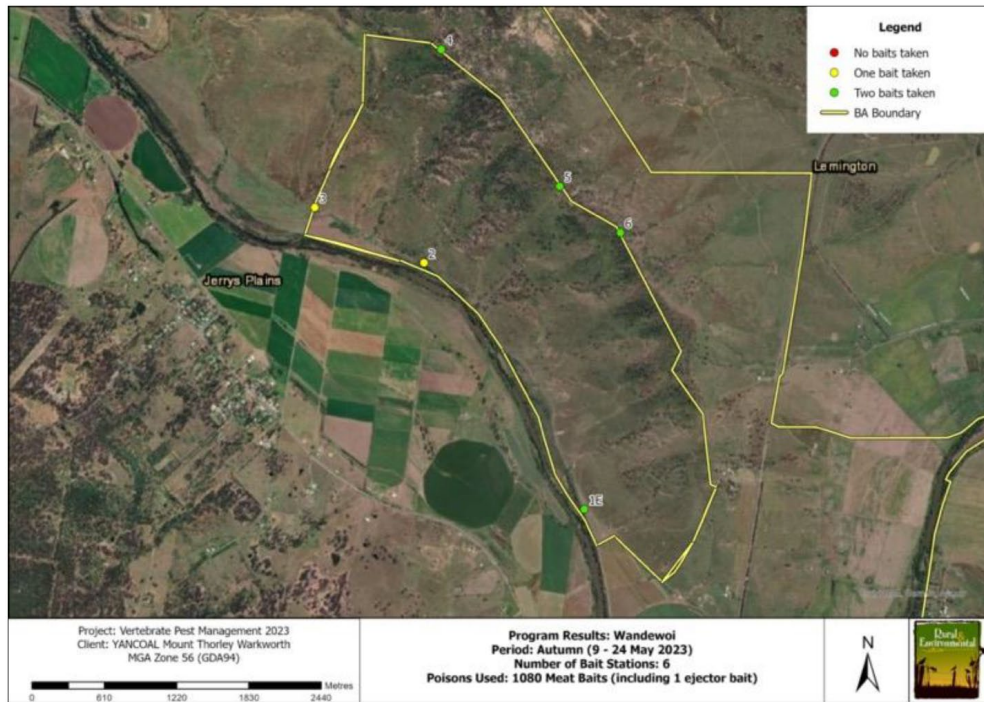 Legend
No baits taken
One bait taken
Two baits taken
BA Boundary
4
Lemington
5
3
6
2
Jerrys Plains
1E
Project: Vertebrate Pest Management 2023
Client: YANCOAL Mount Thorley Warkworth
MGA Zone 56 (GDA94)
Metres
0 610 1220 1830 2440
Program Results: Wandewoi
Period: Autumn (9 - 24 May 2023)
Number of Bait Stations: 6
Poisons Used: 1080 Meat Baits (including 1 ejector bait)
N
Rural &
Environmental